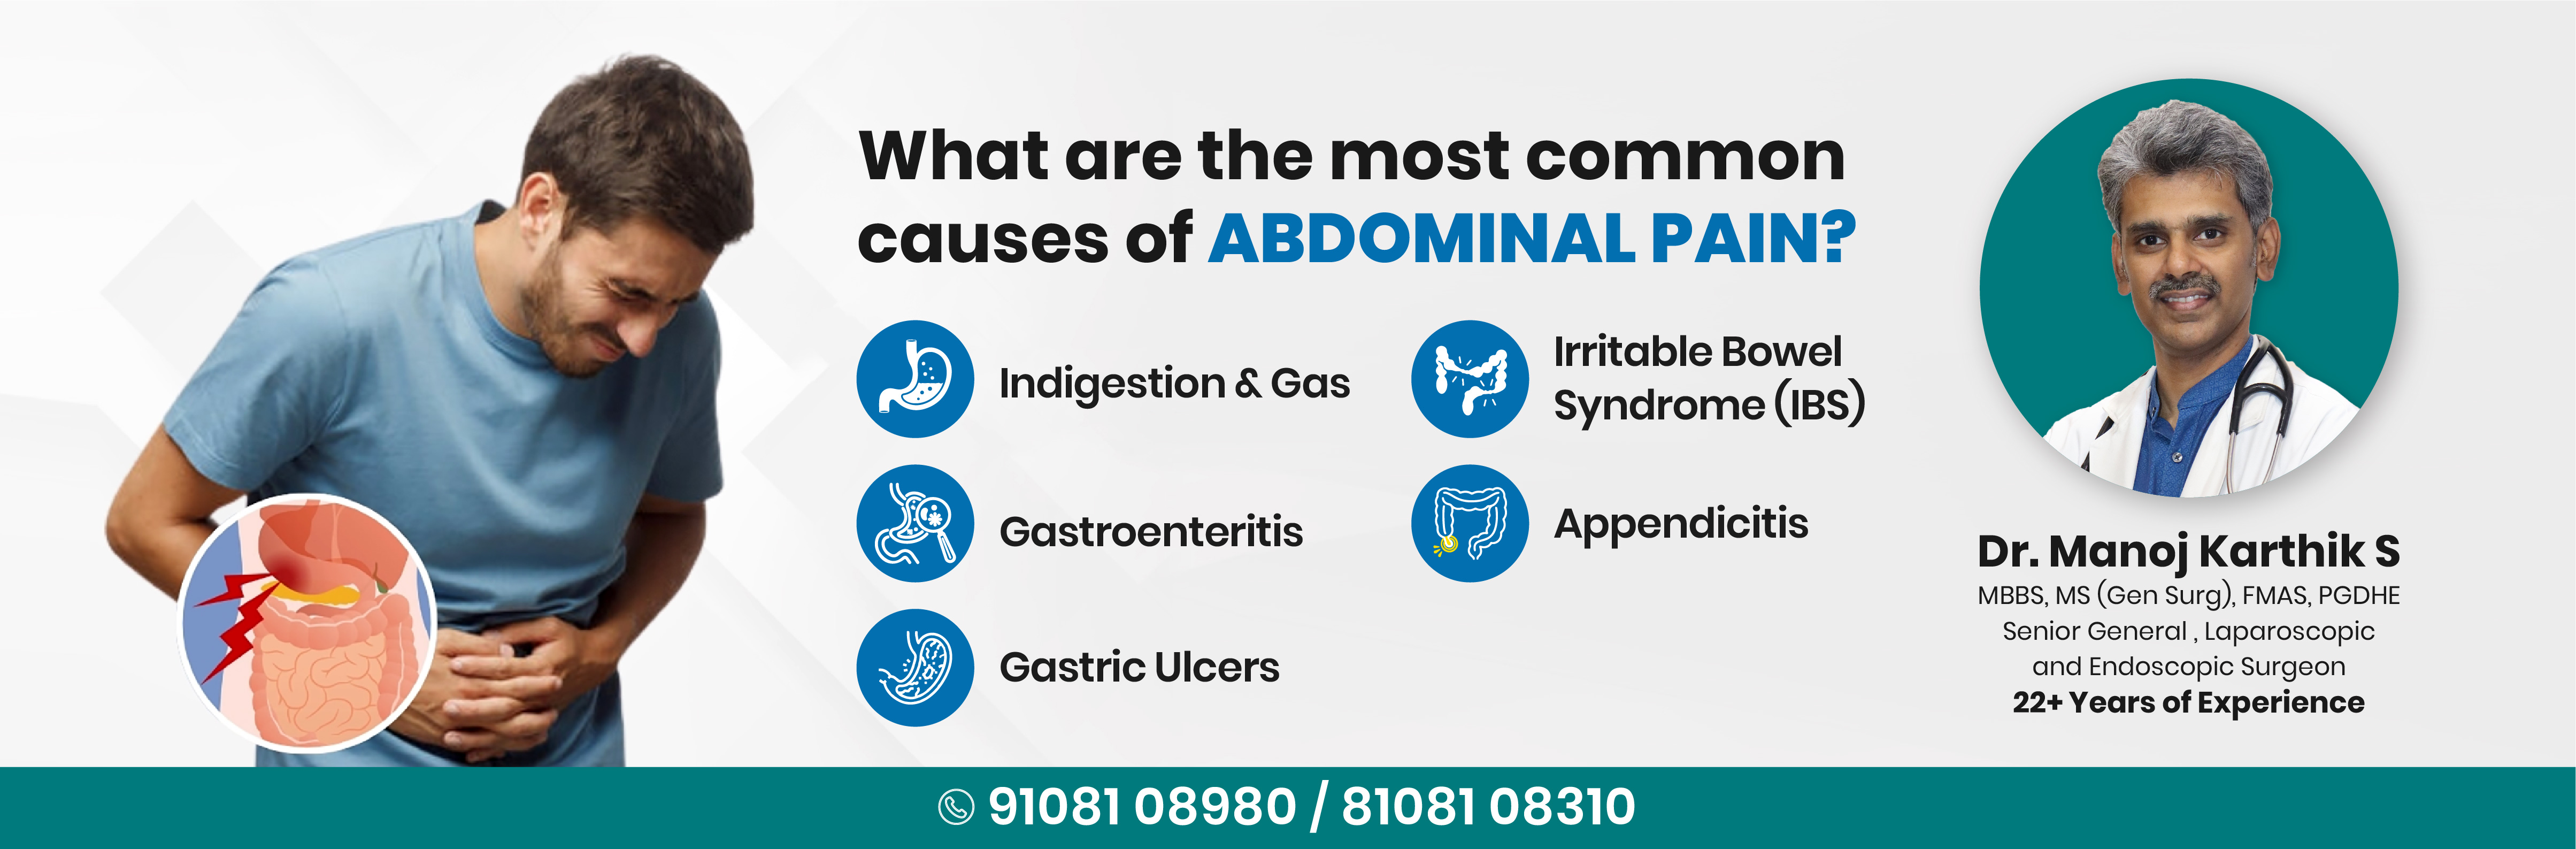 What are the most common
causes of ABDOMINAL PAIN?
Indigestion & Gas
Irritable Bowel
Syndrome (IBS)
Gastroenteritis
Appendicitis
Gastric Ulcers
Dr. Manoj Karthik S
MBBS, MS (Gen Surg), FMAS, PGDHE
Senior General , Laparoscopic
and Endoscopic Surgeon
22+ Years of Experience
91081 08980 / 81081 08310